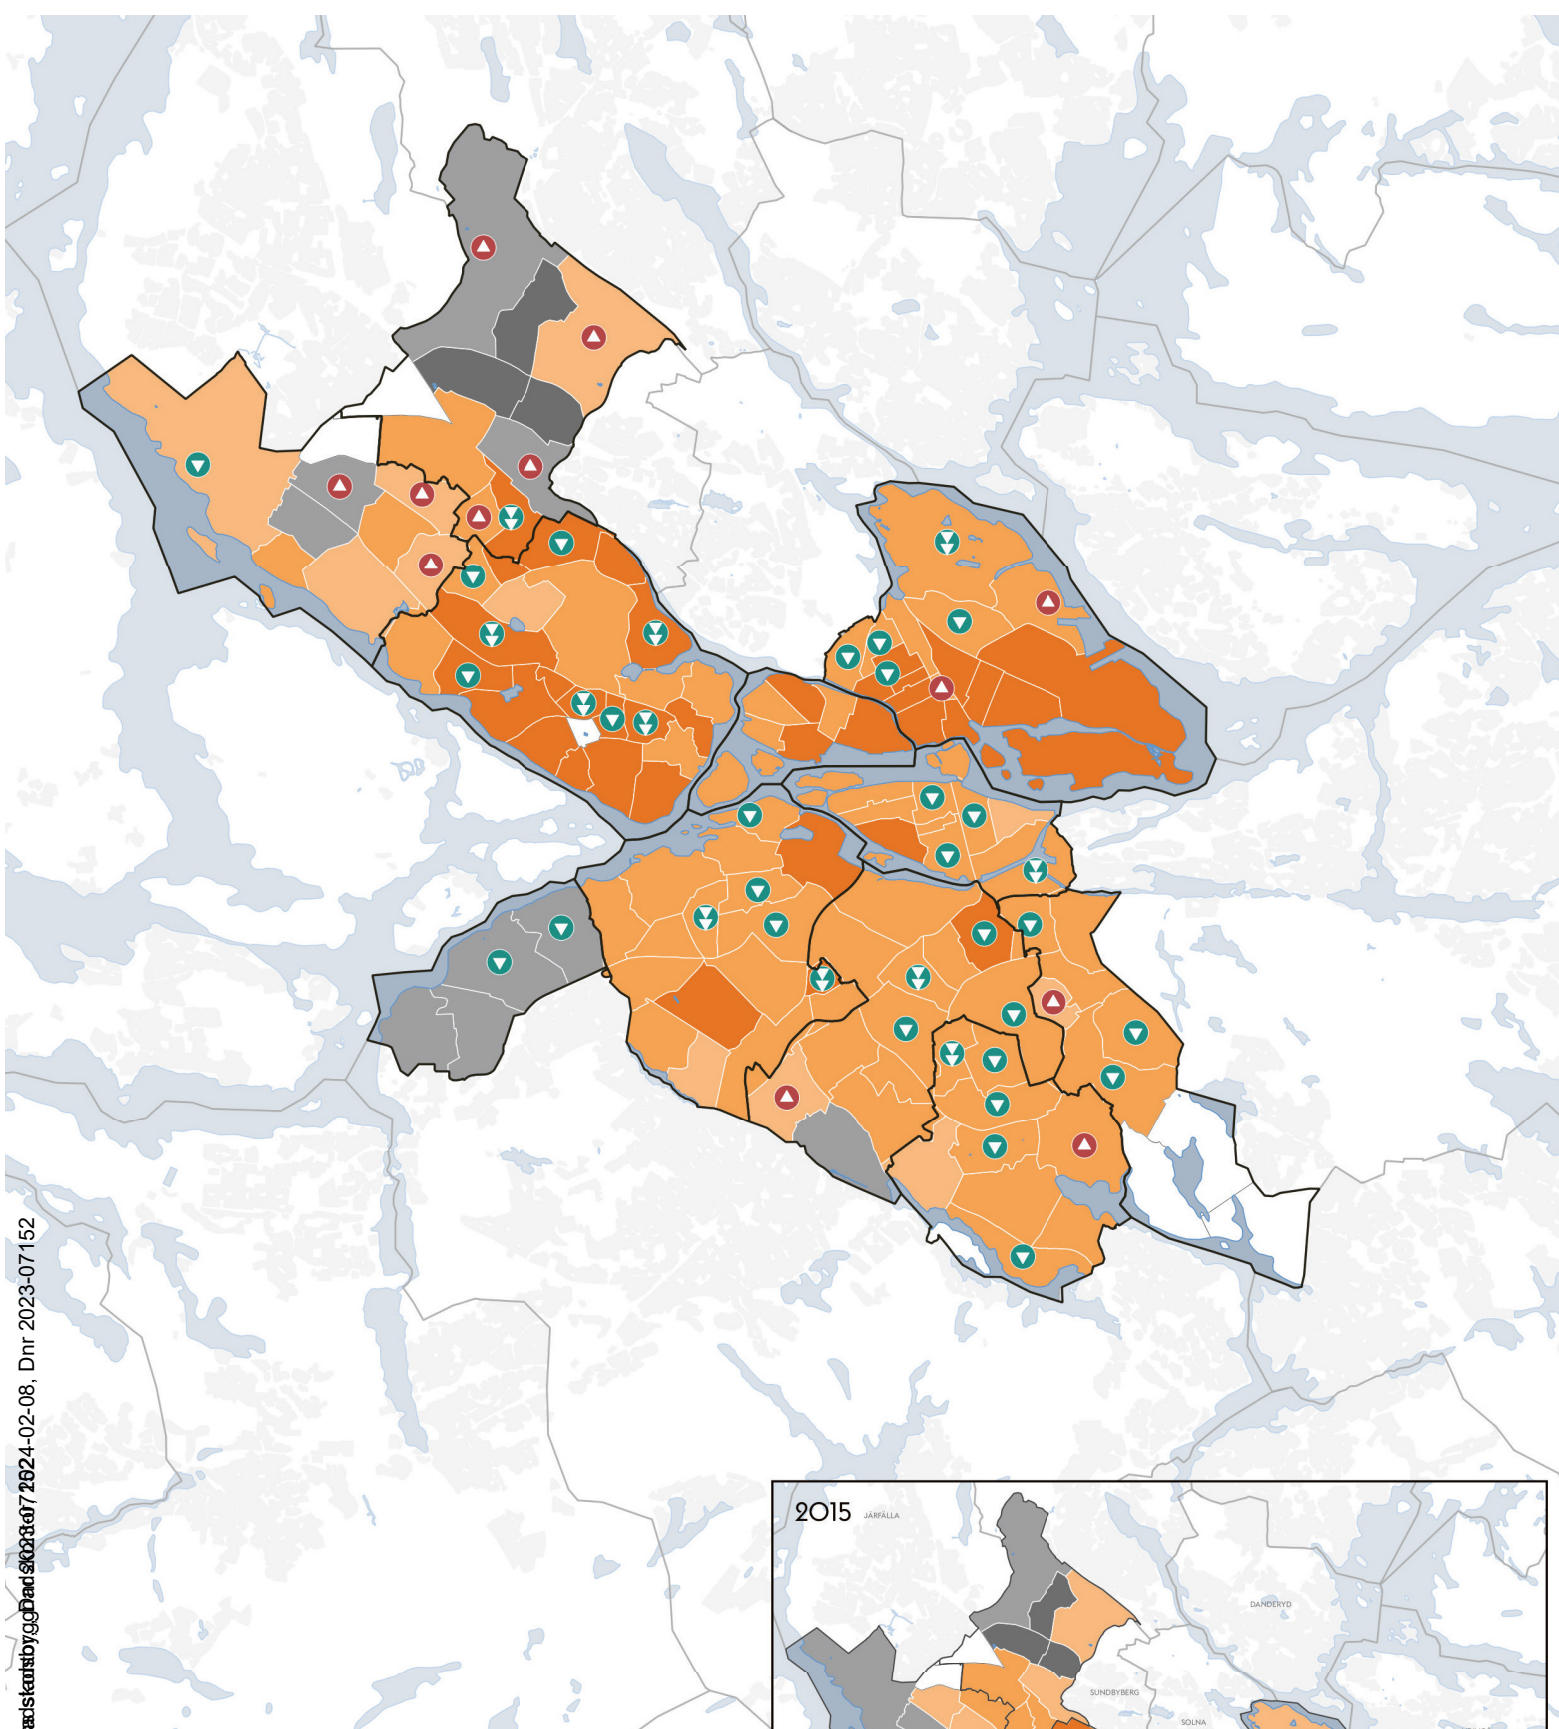 2024-02-08, Dnr 2023-07152
2015
JÄRFÄLLA
DANDERYD
SUNDBYBERG
SOLNA